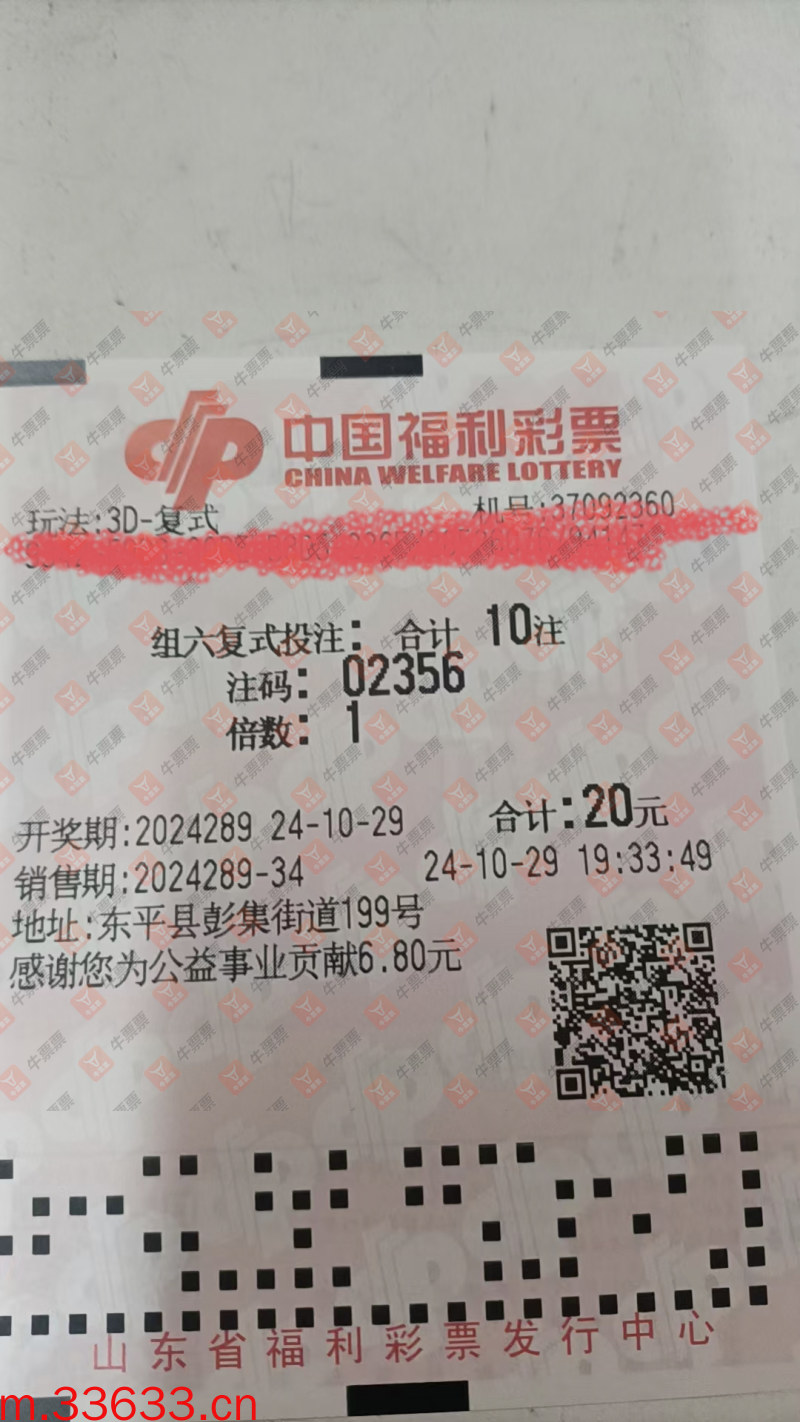 中国福利彩票
CHINA WELFARE LOTTERY
玩法:3D-复式 机号:37092360
组六复式投注: 合计 10注
注码: 02356
倍数: 1
开奖期:2024289 24-10-29 合计:20元
销售期:2024289-34 24-10-29 19:33:49
地址:东平县彭集街道199号
感谢您为公益事业贡献6.80元
山东省福利彩票发行中心
m.33633.cn
牛票票